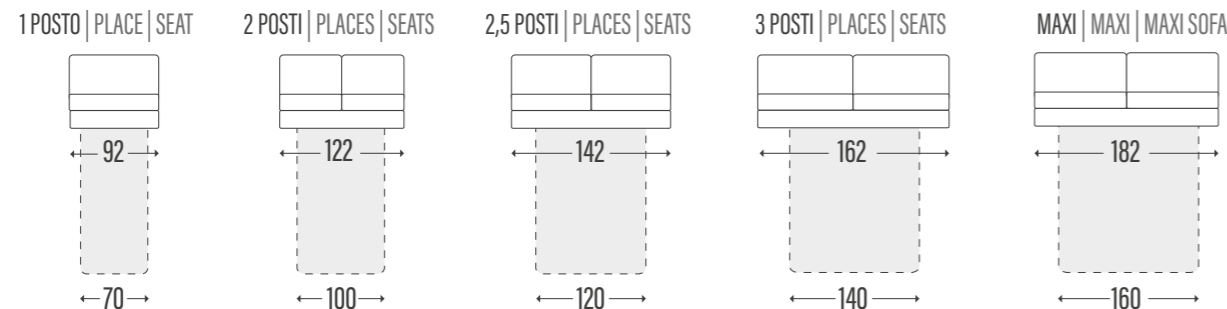 1 POSTO | PLACE | SEAT
2 POSTI | PLACES | SEATS
2,5 POSTI | PLACES | SEATS
3 POSTI | PLACES | SEATS
MAXI | MAXI | MAXI SOFA
92
122
142
162
182
70
100
120
140
160